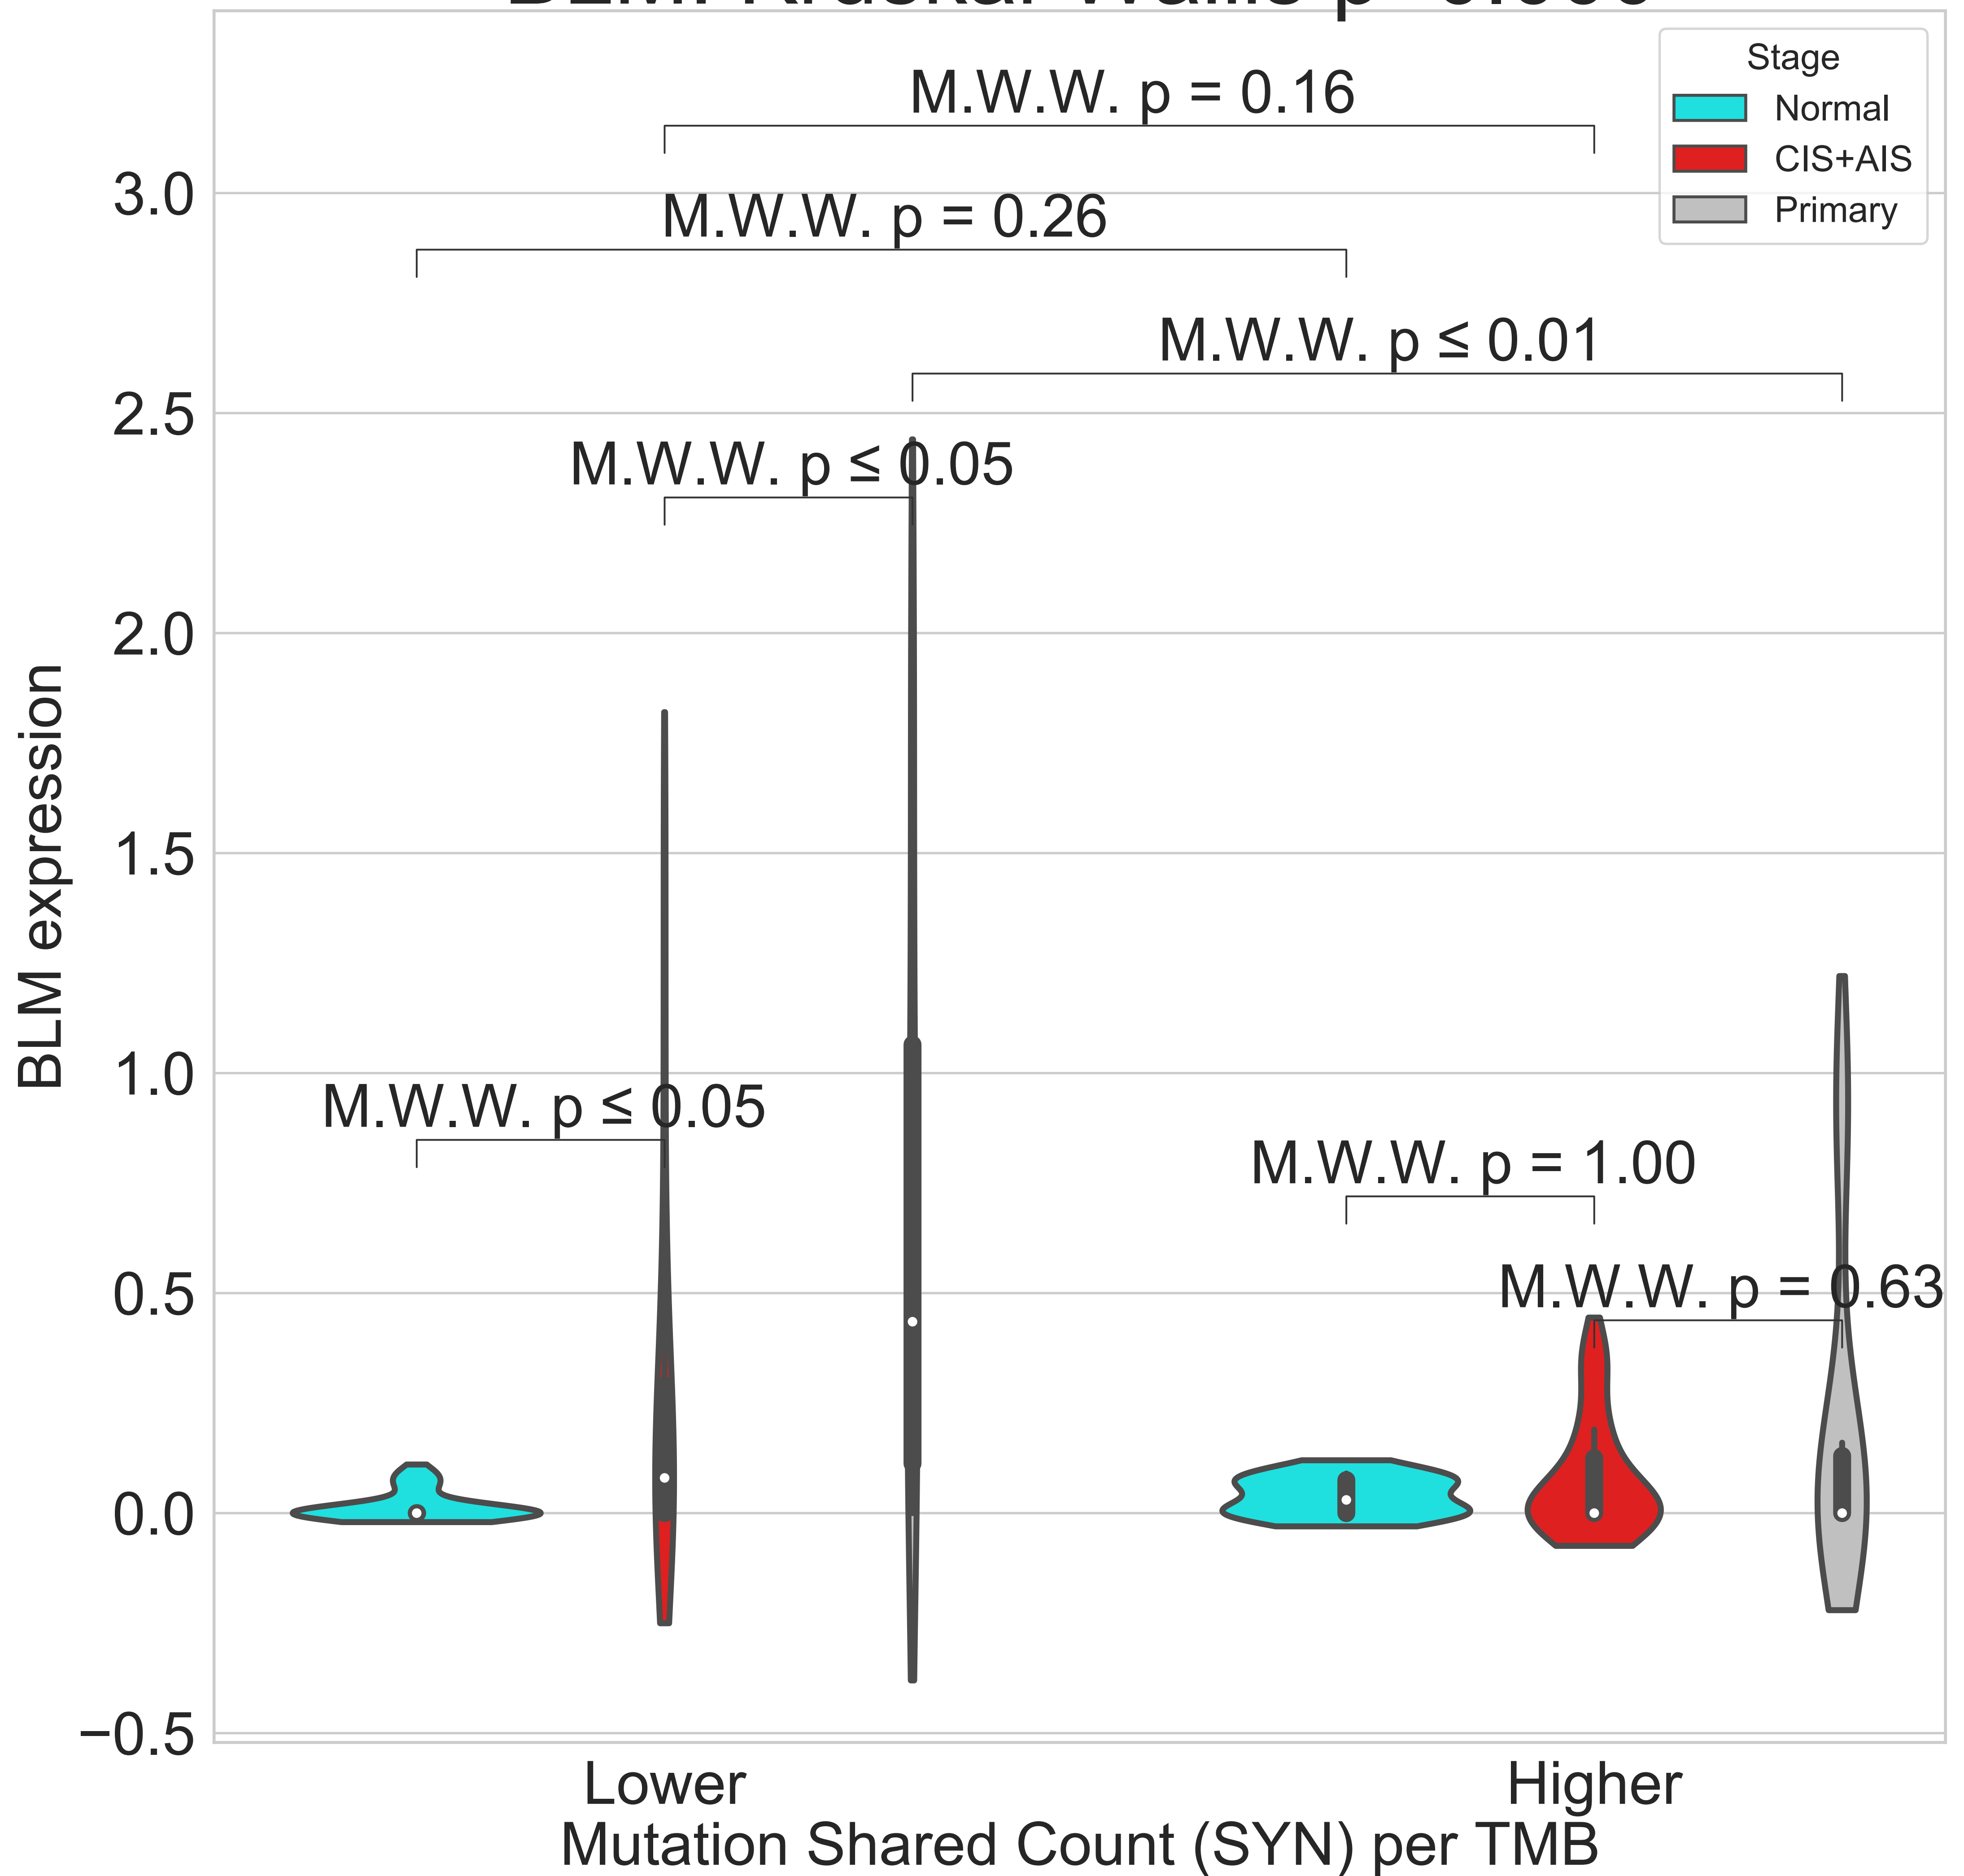 Stage
Normal
CIS+AIS
Primary
M.W.W. p = 0.16
M.W.W. p = 0.26
M.W.W. p ≤ 0.01
M.W.W. p ≤ 0.05
M.W.W. p ≤ 0.05
M.W.W. p = 1.00
M.W.W. p = 0.63
3.0
2.5
2.0
1.5
1.0
0.5
0.0
−0.5
BLM expression
Lower
Higher
Mutation Shared Count (SYN) per TMB